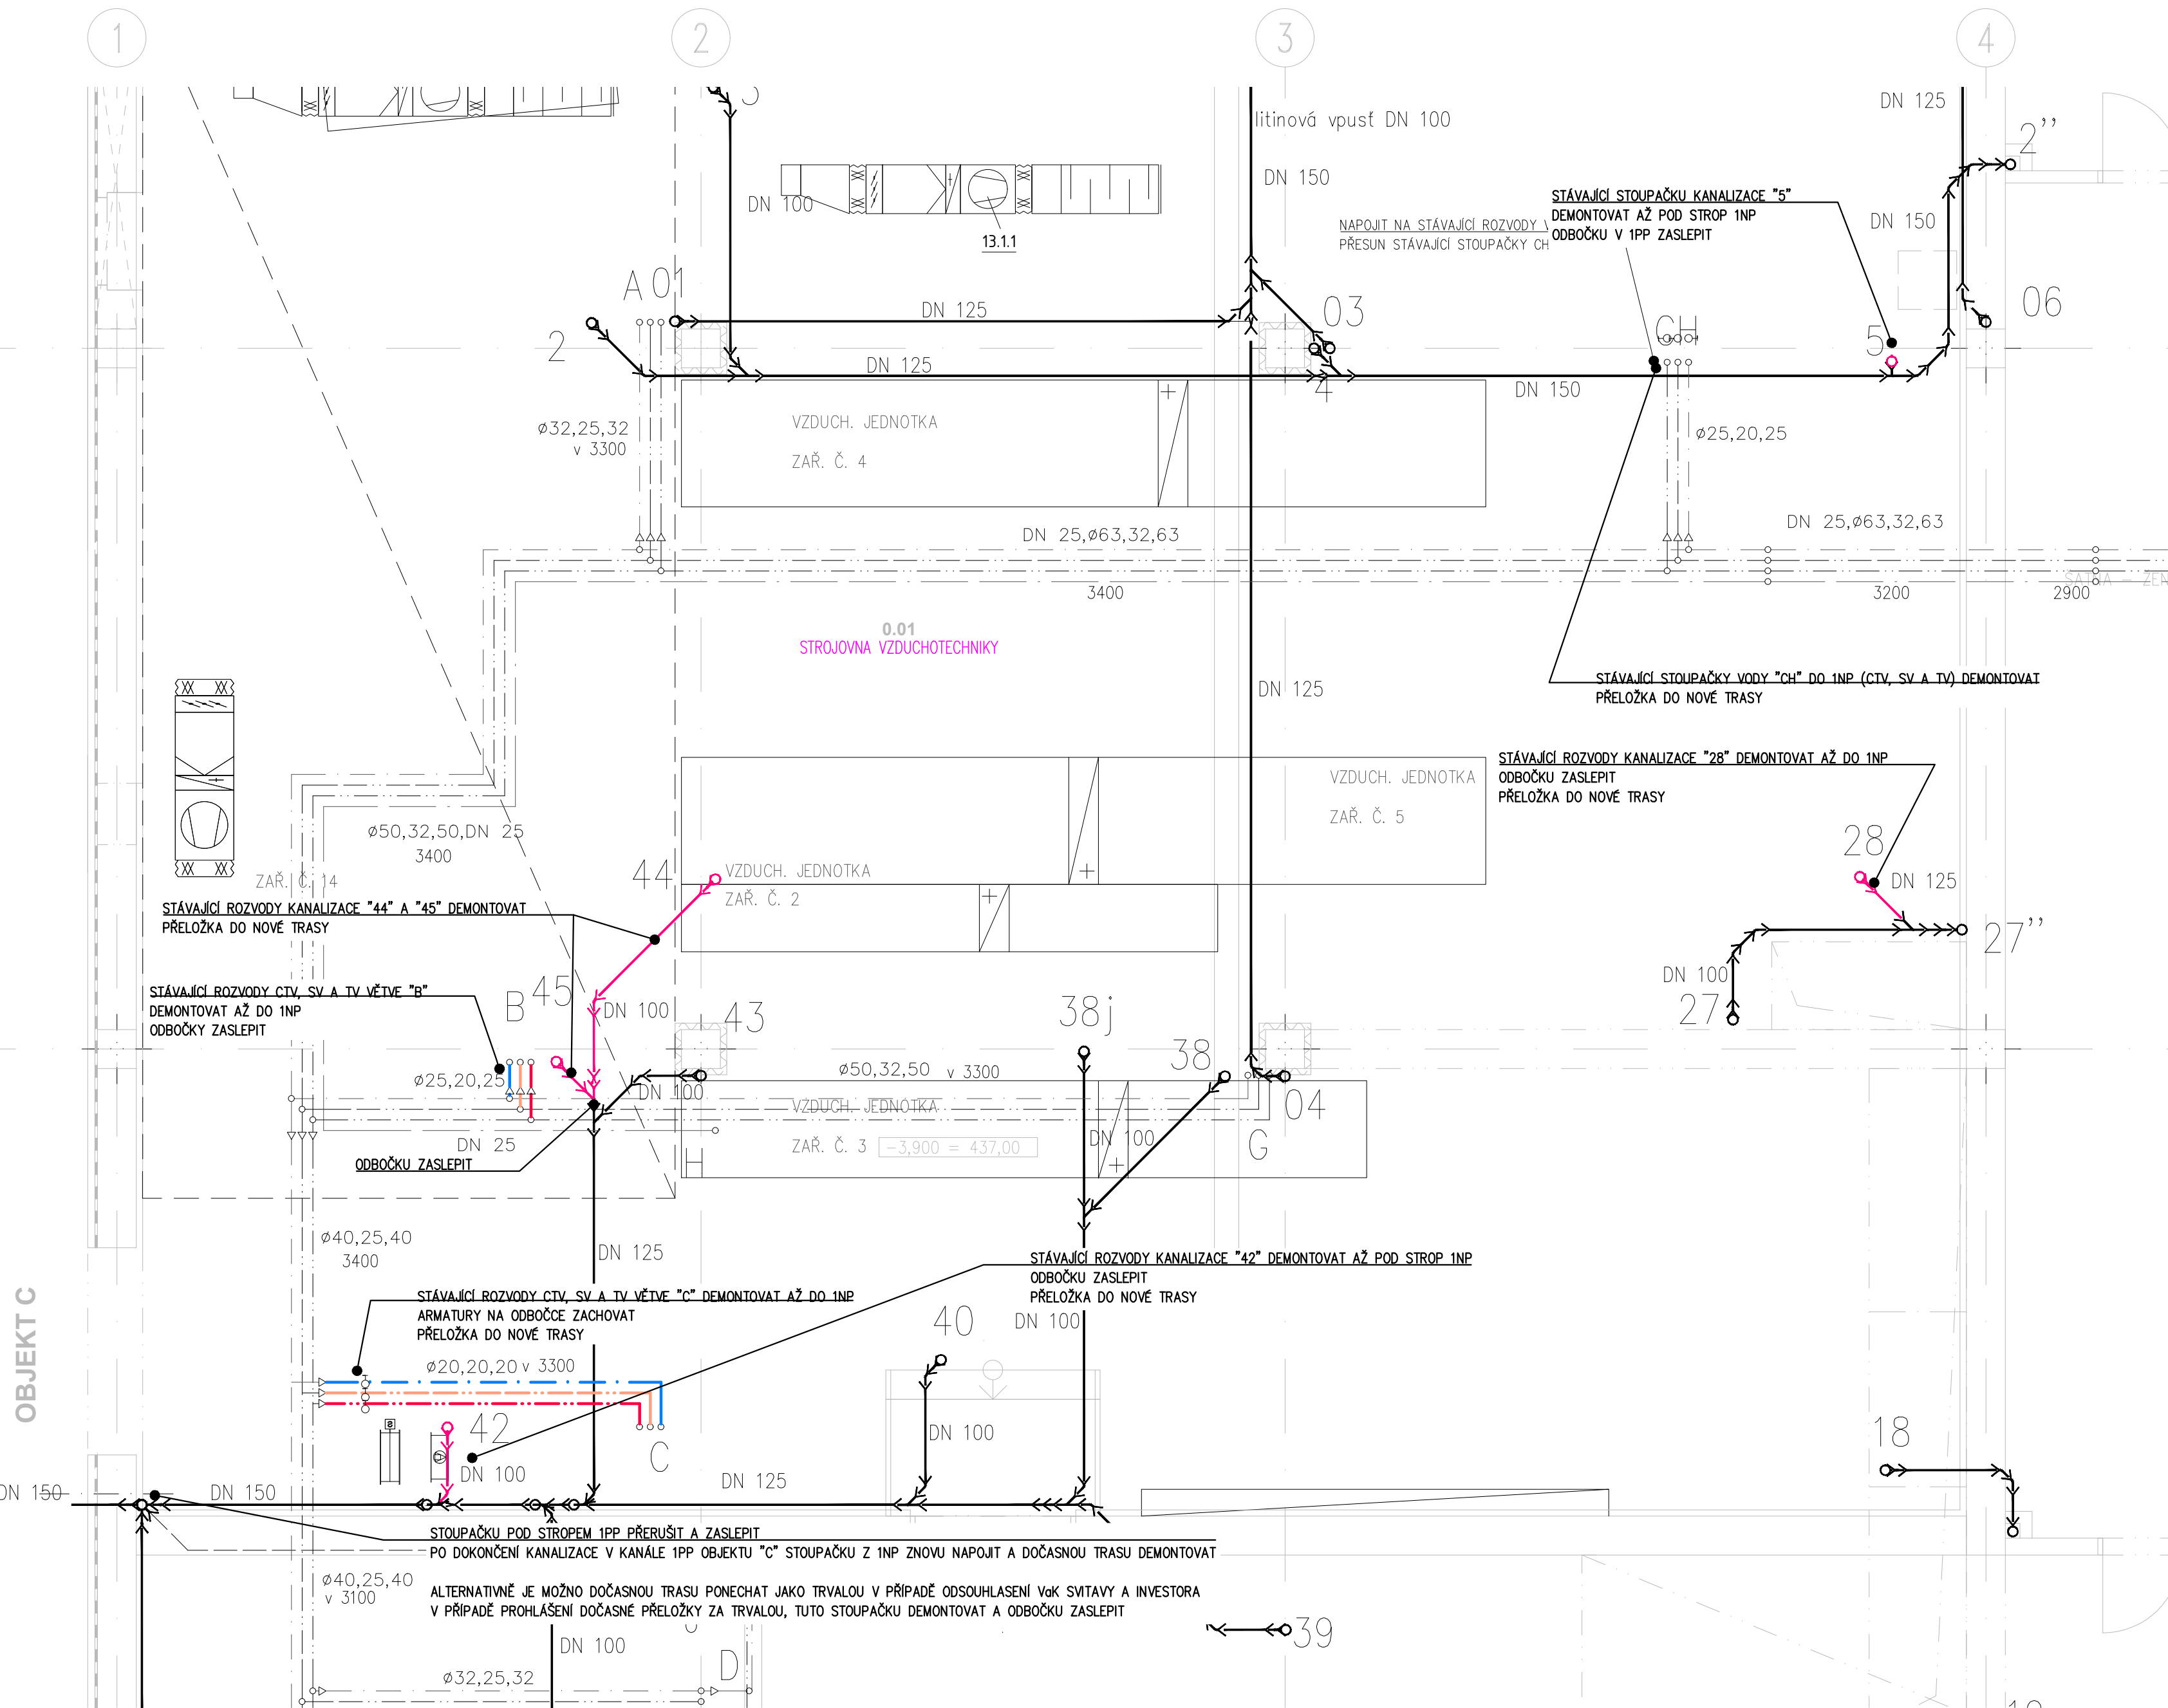 1
2
3
4
3
litinová vpusť DN 100
DN 125
2’’
DN 150
DN 100
13.1.1
STÁVAJÍCÍ STOUPAČKU KANALIZACE "5"
DEMONTOVAT AŽ POD STROP 1NP
ODBOČKU V 1PP ZASLEPIT
DN 150
NAPOJIT NA STÁVAJÍCÍ ROZVODY
PŘESUN STÁVAJÍCÍ STOUPAČKY CH
A
01
DN 125
03
06
2
DN 125
CH
5
4
DN 150
VZDUCH. JEDNOTKA
ZAŘ. Č. 4
ø32,25,32
v 3300
ø25,20,25
DN 25,ø63,32,63
DN 25,ø63,32,63
3400
3200
2900
0.01
STROJOVNA VZDUCHOTECHNIKY
DN 125
STÁVAJÍCÍ STOUPAČKY VODY "CH" DO 1NP (CTV, SV A TV) DEMONTOVAT
PŘELOŽKA DO NOVÉ TRASY
STÁVAJÍCÍ ROZVODY KANALIZACE "28" DEMONTOVAT AŽ DO 1NP
ODBOČKU ZASLEPIT
PŘELOŽKA DO NOVÉ TRASY
VZDUCH. JEDNOTKA
ZAŘ. Č. 5
ø50,32,50,DN 25
3400
28
DN 125
44
VZDUCH. JEDNOTKA
ZAŘ. Č. 2
ZAŘ. Č. 14
STÁVAJÍCÍ ROZVODY KANALIZACE "44" A "45" DEMONTOVAT
PŘELOŽKA DO NOVÉ TRASY
27’’
DN 100
27
STÁVAJÍCÍ ROZVODY CTV, SV A TV VĚTVE "B"
DEMONTOVAT AŽ DO 1NP
ODBOČKY ZASLEPIT
B
45
DN 100
43
38j
38
ø25,20,25
ø50,32,50 v 3300
DN 100
04
VZDUCH. JEDNOTKA
ZAŘ. Č. 3
-3,900 = 437,00
DN 100
G
DN 25
H
ODBOČKU ZASLEPIT
ø40,25,40
3400
DN 125
STÁVAJÍCÍ ROZVODY KANALIZACE "42" DEMONTOVAT AŽ POD STROP 1NP
ODBOČKU ZASLEPIT
PŘELOŽKA DO NOVÉ TRASY
STÁVAJÍCÍ ROZVODY CTV, SV A TV VĚTVE "C" DEMONTOVAT AŽ DO 1NP
ARMATURY NA ODBOČCE ZACHOVAT
PŘELOŽKA DO NOVÉ TRASY
OBJEKT C
40
DN 100
ø20,20,20 v 3300
42
C
DN 100
DN 100
18
DN 125
DN 150
DN 150
STOUPAČKU POD STROPEM 1PP PŘERUŠIT A ZASLEPIT
PO DOKONČENÍ KANALIZACE V KANÁLE 1PP OBJEKTU "C" STOUPAČKU Z 1NP ZNOVU NAPOJIT A DOČASNOU TRASU DEMONTOVAT
ALTERNATIVNĚ JE MOŽNO DOČASNOU TRASU PONECHAT JAKO TRVALOU V PŘÍPADĚ ODSOUHLASENÍ VaK SVITAVY A INVESTORA
V PŘÍPADĚ PROHLÁŠENÍ DOČASNÉ PŘELOŽKY ZA TRVALOU, TUTO STOUPAČKU DEMONTOVAT A ODBOČKU ZASLEPIT
ø40,25,40
v 3100
DN 100
39
D
ø32,25,32